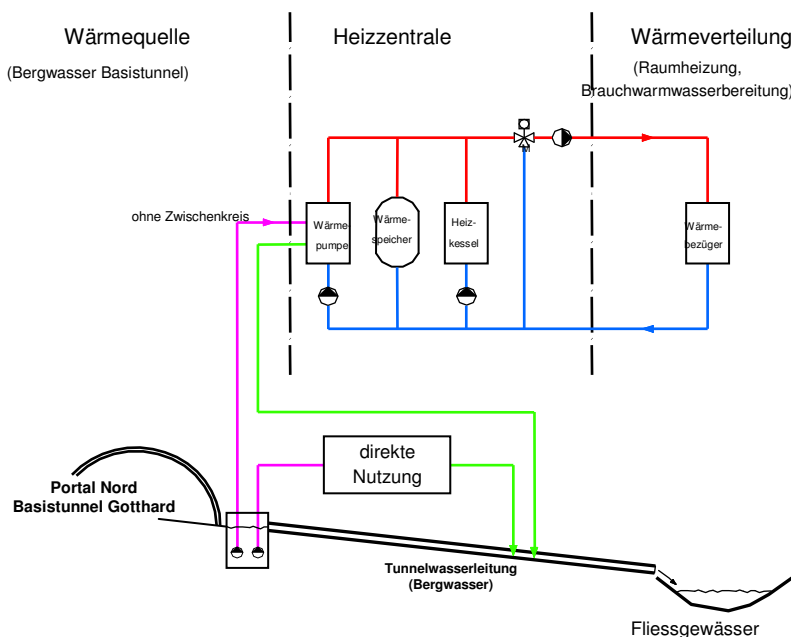 Wärmequelle
(Bergwasser Basistunnel)
Heizzentrale
Wärmeverteilung
(Raumheizung,
Brauchwarmwasserbereitung)
M
ohne Zwischenkreis
Wärme-
pumpe
Wärme-
speicher
Heiz-
kessel
Wärme-
bezüger
direkte
Nutzung
Portal Nord
Basistunnel Gotthard
Tunnelwasserleitung
(Bergwasser)
Fliessgewässer